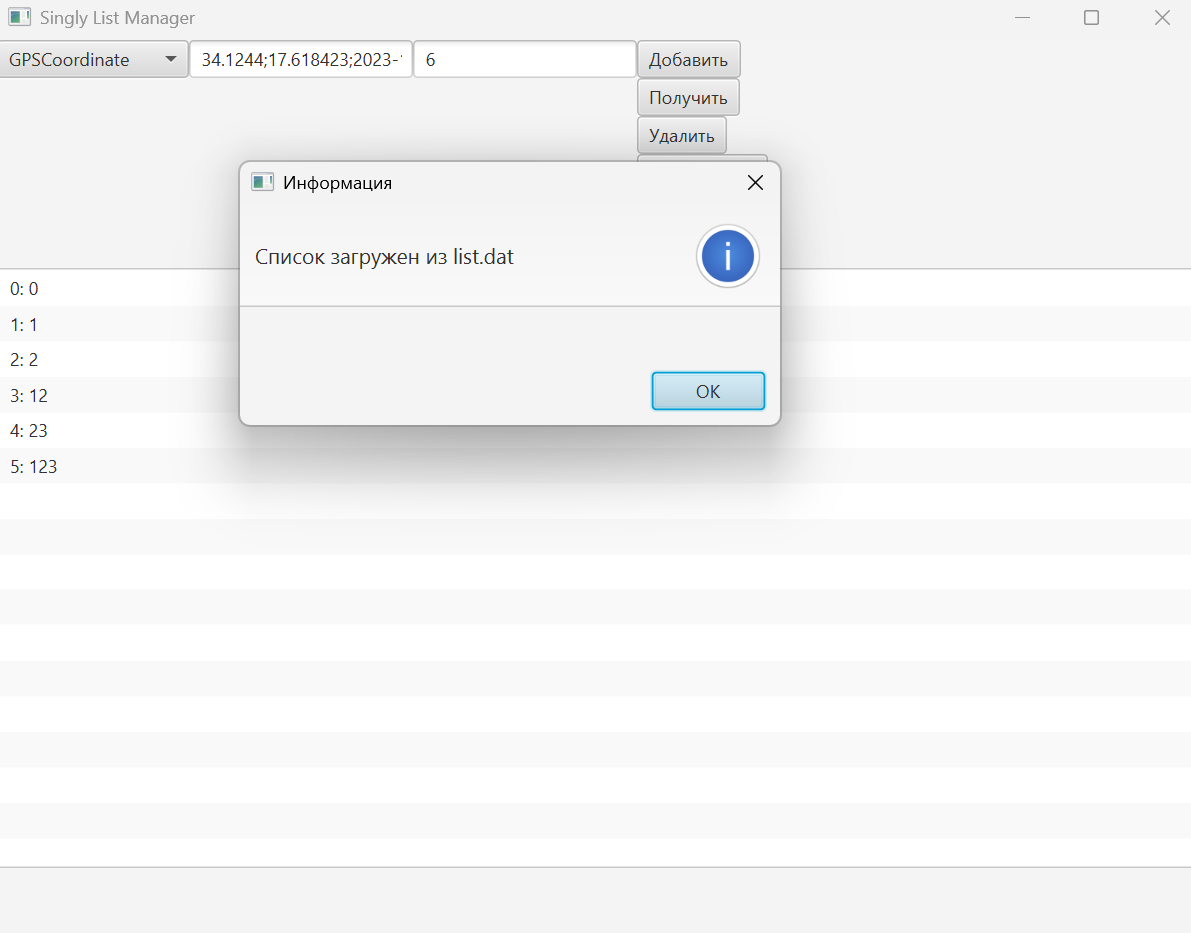 Singly List Manager
GPSCoordinate 34.1244;17.618423;2023- 6 Добавить
Получить
Удалить
Информация
Список загружен из list.dat
OK
0: 0
1: 1
2: 2
3: 12
4: 23
5: 123